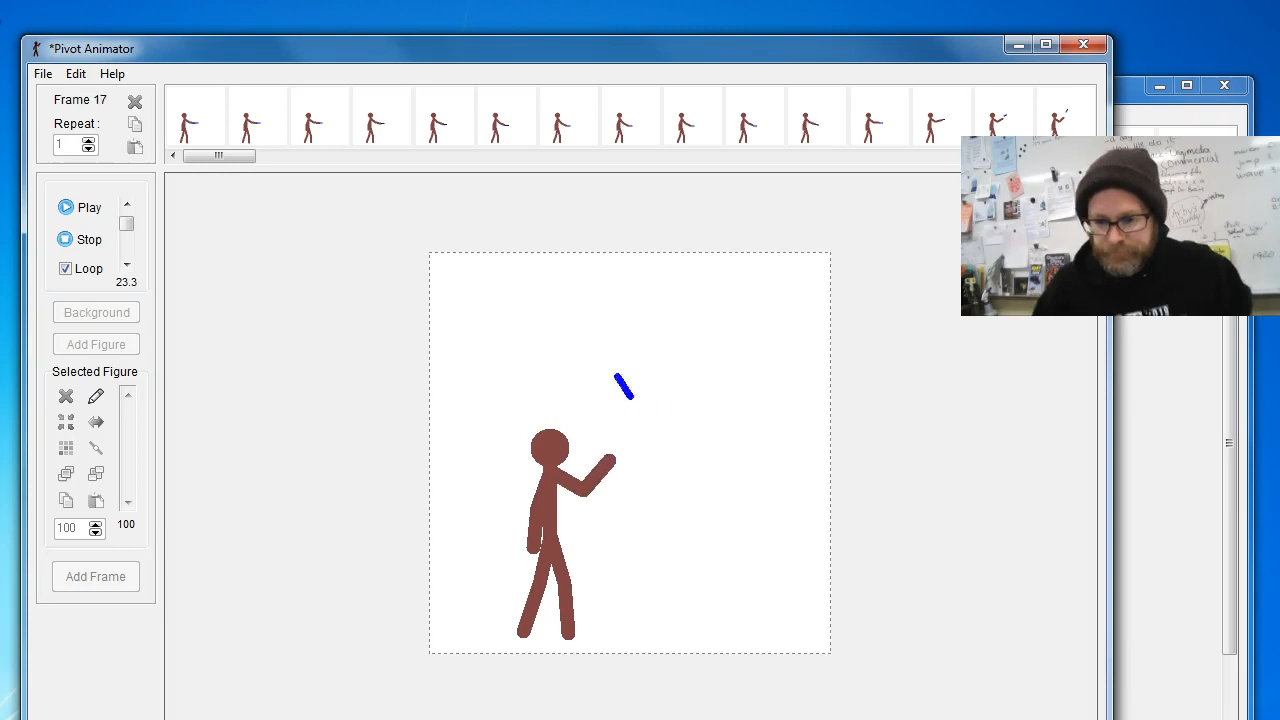 *Pivot Animator
File Edit Help
Frame 17
Repeat :
1
Play
Stop
Loop
23.3
Background
Add Figure
Selected Figure
100
100
Add Frame
Commercial